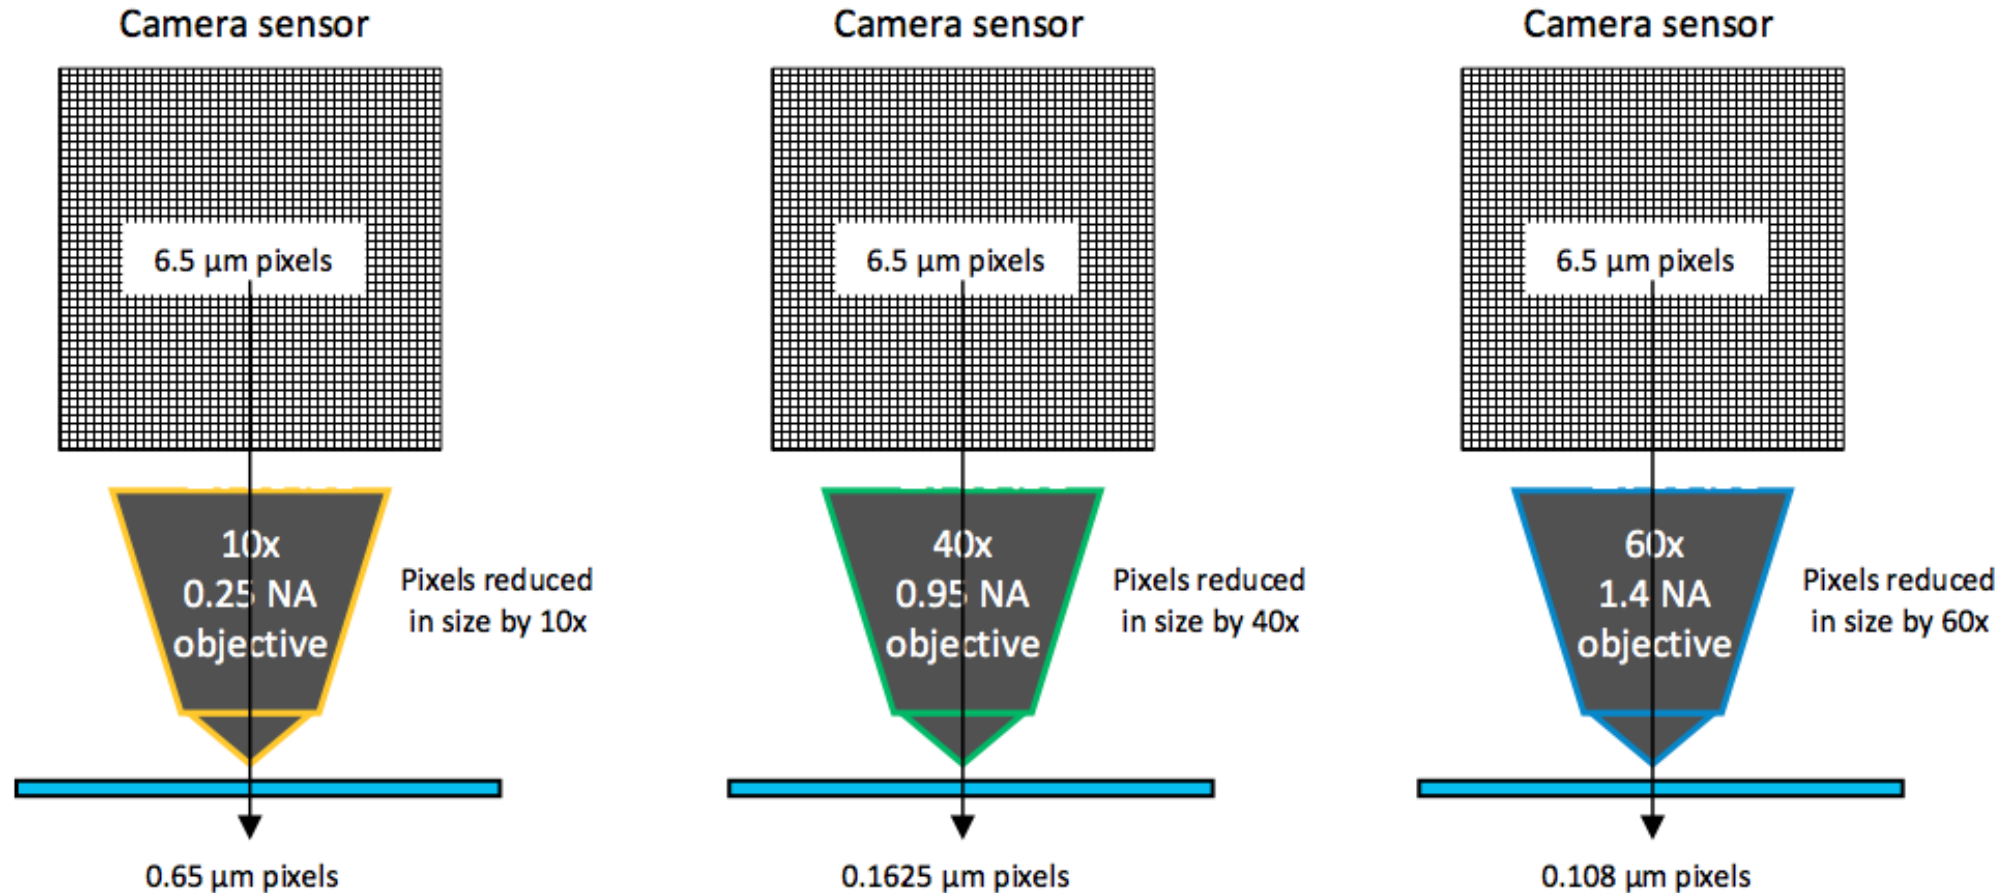 Camera sensor
6.5 µm pixels
10x
0.25 NA
objective
Pixels reduced
in size by 10x
0.65 µm pixels
Camera sensor
6.5 µm pixels
40x
0.95 NA
objective
Pixels reduced
in size by 40x
0.1625 µm pixels
Camera sensor
6.5 µm pixels
60x
1.4 NA
objective
Pixels reduced
in size by 60x
0.108 µm pixels